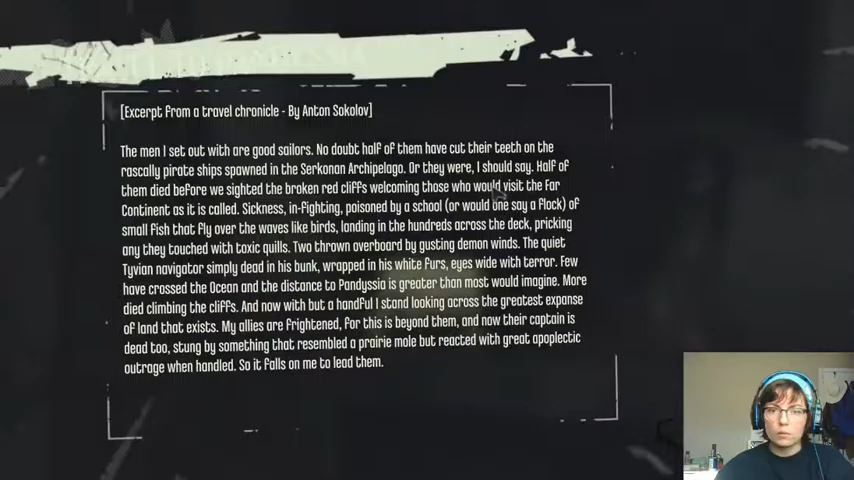 [Excerpt from a travel chronicle - By Anton Sokolov]
The men I set out with are good sailors. No doubt half of them have cut their teeth on the
rascally pirate ships spawned in the Serkonan Archipelago. Or they were, I should say. Half of
them died before we sighted the broken red cliffs welcoming those who would visit the Far
Continent as it is called. Sickness, in-fighting, poisoned by a school (or would one say a flock) of
small fish that fly over the waves like birds, landing in the hundreds across the deck, pricking
any they touched with toxic quills. Two thrown overboard by gusting demon winds. The quiet
Tyvian navigator simply dead in his bunk, wrapped in his white furs, eyes wide with terror. Few
have crossed the Ocean and the distance to Pandyssia is greater than most would imagine. More
died climbing the cliffs. And now with but a handful I stand looking across the greatest expanse
of land that exists. My allies are frightened, for this is beyond them, and now their captain is
dead too, stung by something that resembled a prairie mole but reacted with great apoplectic
outrage when handled. So it falls on me to lead them.